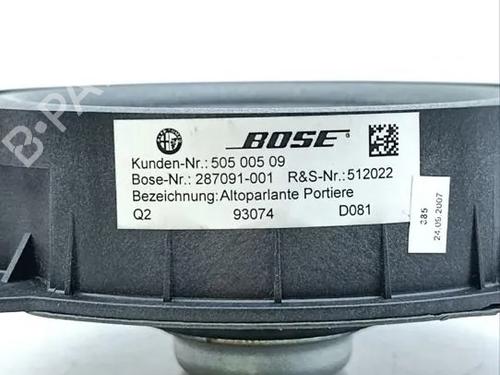 BOSE
Kunden-Nr.: 505 005 09
Bose-Nr.: 287091-001 R&S-Nr.:512022
Bezeichnung: Altoparlante Portiere
Q2 93074 D081
385
24.05.2007
B-PARTS